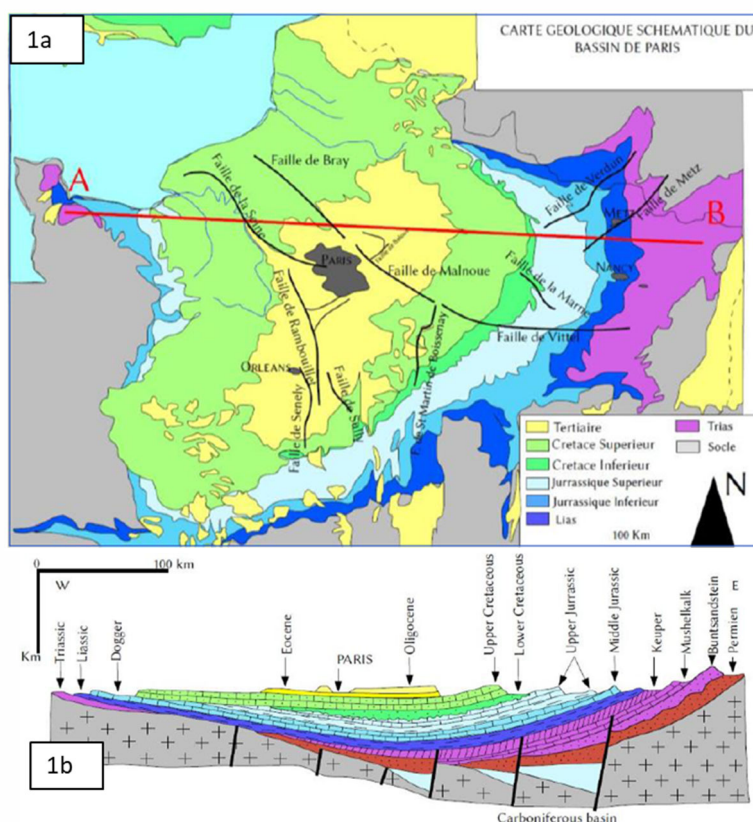 1a
CARTE GEOLOGIQUE SCHEMATIQUE DU
BASSIN DE PARIS
A
B
Faille de Bray
Faille de la Seine
Faille de Verdun
Faille de Metz
METZ
NANCY
PARIS
Faille de Malnoue
Faille de la Marne
Faille de Vittel
Faille de Rambouillet
ORLEANS
Faille de Senely
Faille de Sully
St Martin de Boissenay
Tertiaire
Cretace Superieur
Cretace Inferieur
Jurrassique Superieur
Jurrassique Inferieur
Lias
Trias
Socle
100 Km
N
0 100 km
W
E
Km
Triassic
Liassic
Dogger
Eocene
PARIS
Oligocene
Upper Cretaceous
Lower Cretaceous
Upper Jurrassic
Middle Jurassic
Keuper
Mushelkalk
Buntsandstein
Permien
1b
Carboniferous basin